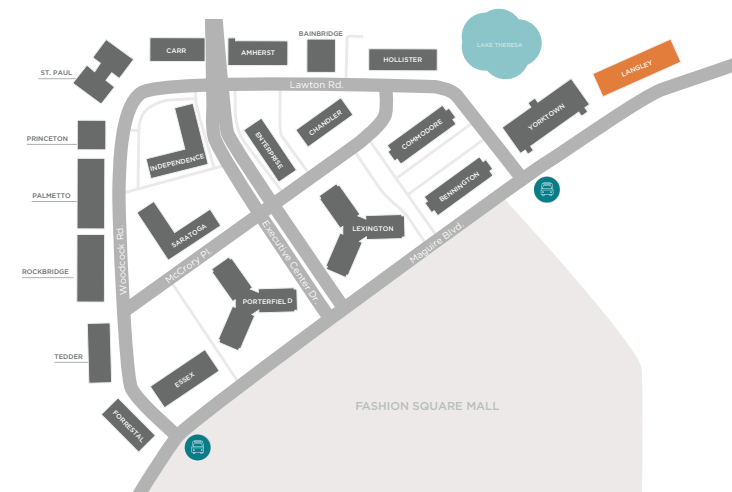 BAINBRIDGE
CARR
AMHERST
LAKE THERESA
HOLLISTER
LANGLEY
ST. PAUL
Lawton Rd.
YORKTOWN
CHANDLER
COMMODORE
PRINCETON
ENTERPRISE
INDEPENDENCE
BENNINGTON
PALMETTO
SARATOGA
LEXINGTON
Maguire Blvd.
Woodcock Rd.
McCrory Pl.
Executive Center Dr.
ROCKBRIDGE
PORTERFIELD
TEDDER
ESSEX
FASHION SQUARE MALL
FORRESTAL